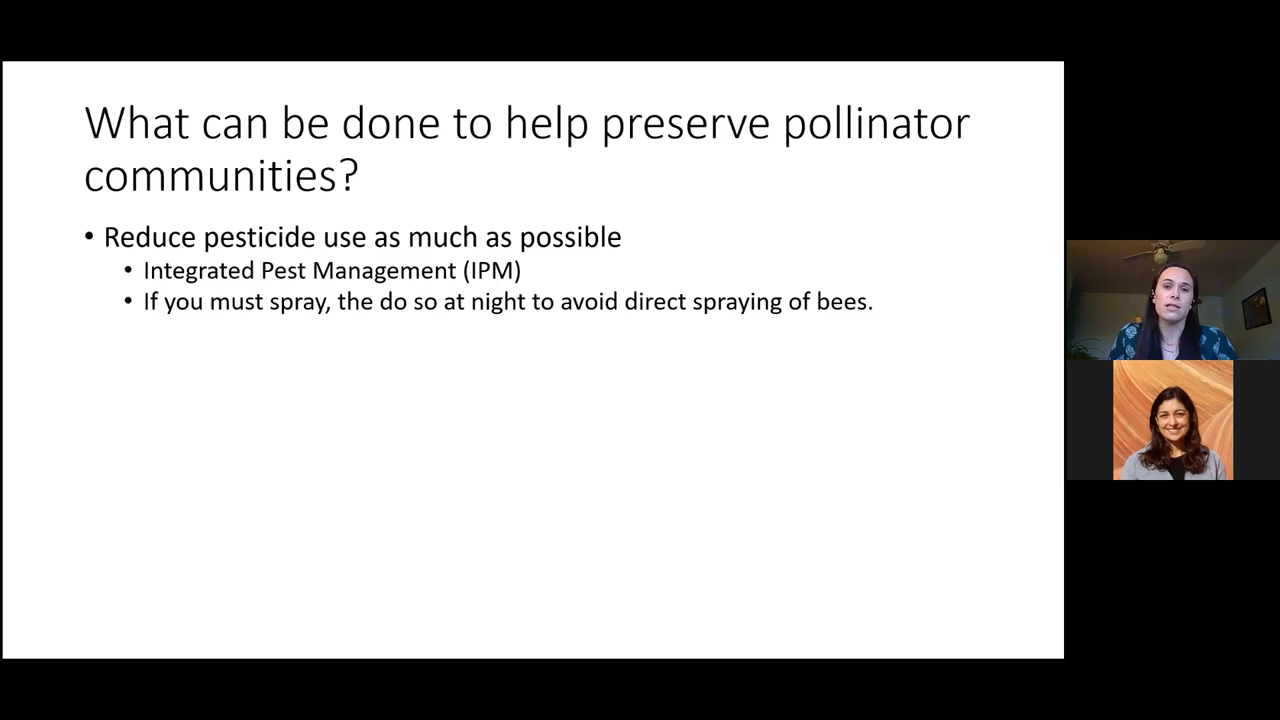 What can be done to help preserve pollinator
communities?
• Reduce pesticide use as much as possible
• Integrated Pest Management (IPM)
• If you must spray, the do so at night to avoid direct spraying of bees.